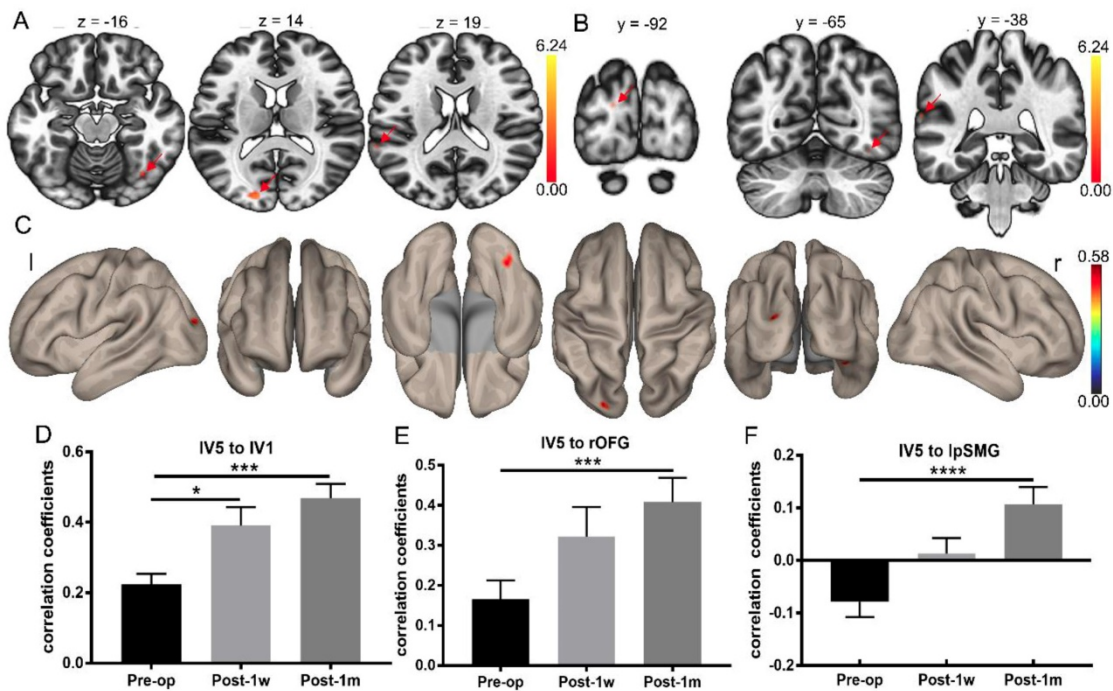 A
z = -16
z = 14
z = 19
6.24
0.00
B
y = -92
y = -65
y = -38
6.24
0.00
C
l
r
0.58
0.00
D
lV5 to lV1
correlation coefficients
0.6
0.4
0.2
0.0
*
***
Pre-op Post-1w Post-1m
E
lV5 to rOFG
correlation coefficients
0.5
0.4
0.3
0.2
0.1
0.0
***
Pre-op Post-1w Post-1m
F
lV5 to lpSMG
correlation coefficients
0.2
0.1
0.0
-0.1
-0.2
****
Pre-op Post-1w Post-1m